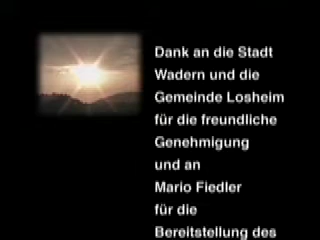 Dank an die Stadt
Wadern und die
Gemeinde Losheim
für die freundliche
Genehmigung
und an
Mario Fiedler
für die
Bereitstellung des